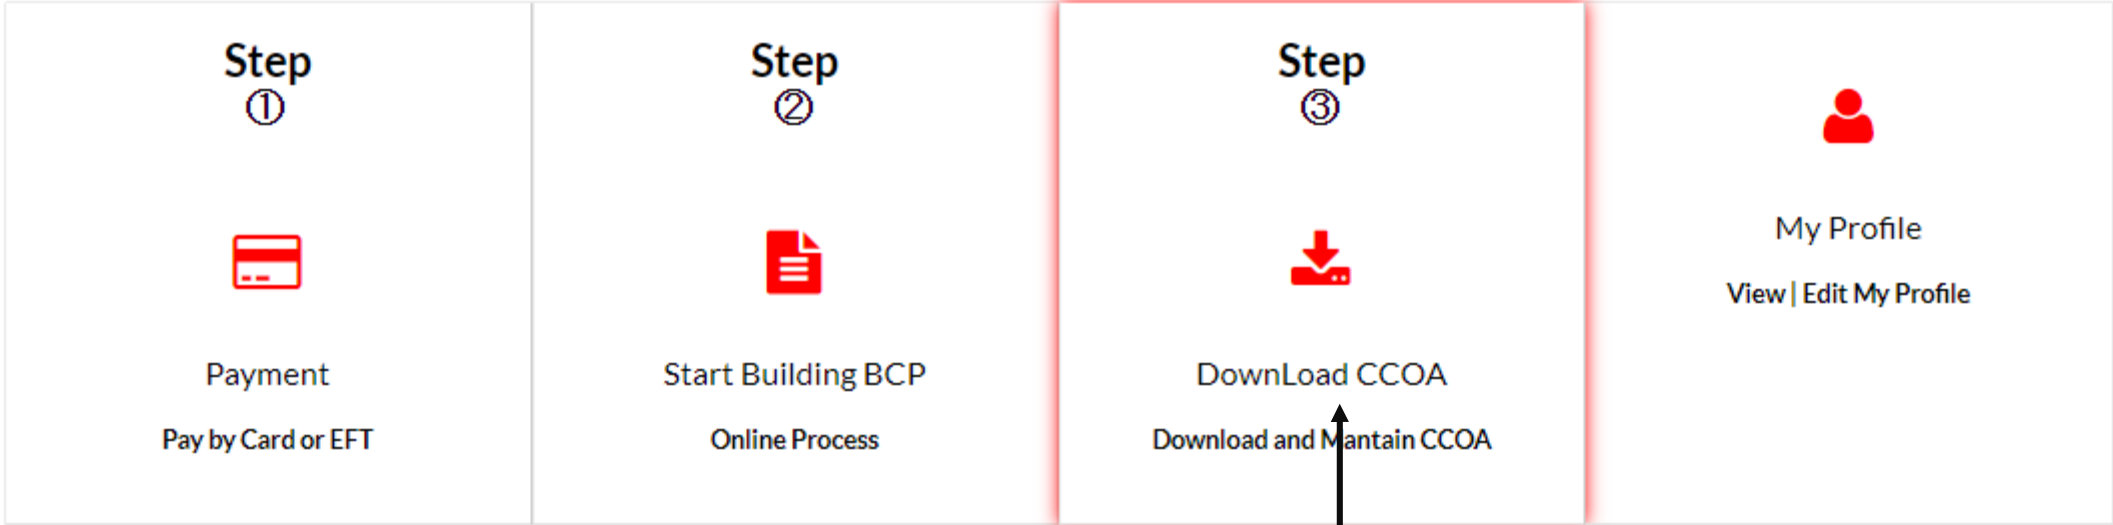 Step
①
Payment
Pay by Card or EFT
Step
②
Start Building BCP
Online Process
Step
③
DownLoad CCOA
Download and Mantain CCOA
My Profile
View | Edit My Profile